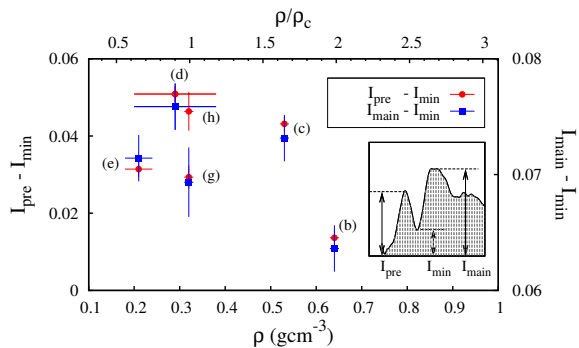 ρ/ρc
0 0.5 1 1.5 2 2.5 3
0.06 0.08
(d)
Ipre - Imin
Imain - Imin
(h)
(c)
0.04
(e)
(g)
0.07
0.02
(b)
Ipre Imin Imain
0 0.06
0.1 0.2 0.3 0.4 0.5 0.6 0.7 0.8 0.9 1
ρ (gcm-3)
Ipre - Imin
Imain - Imin